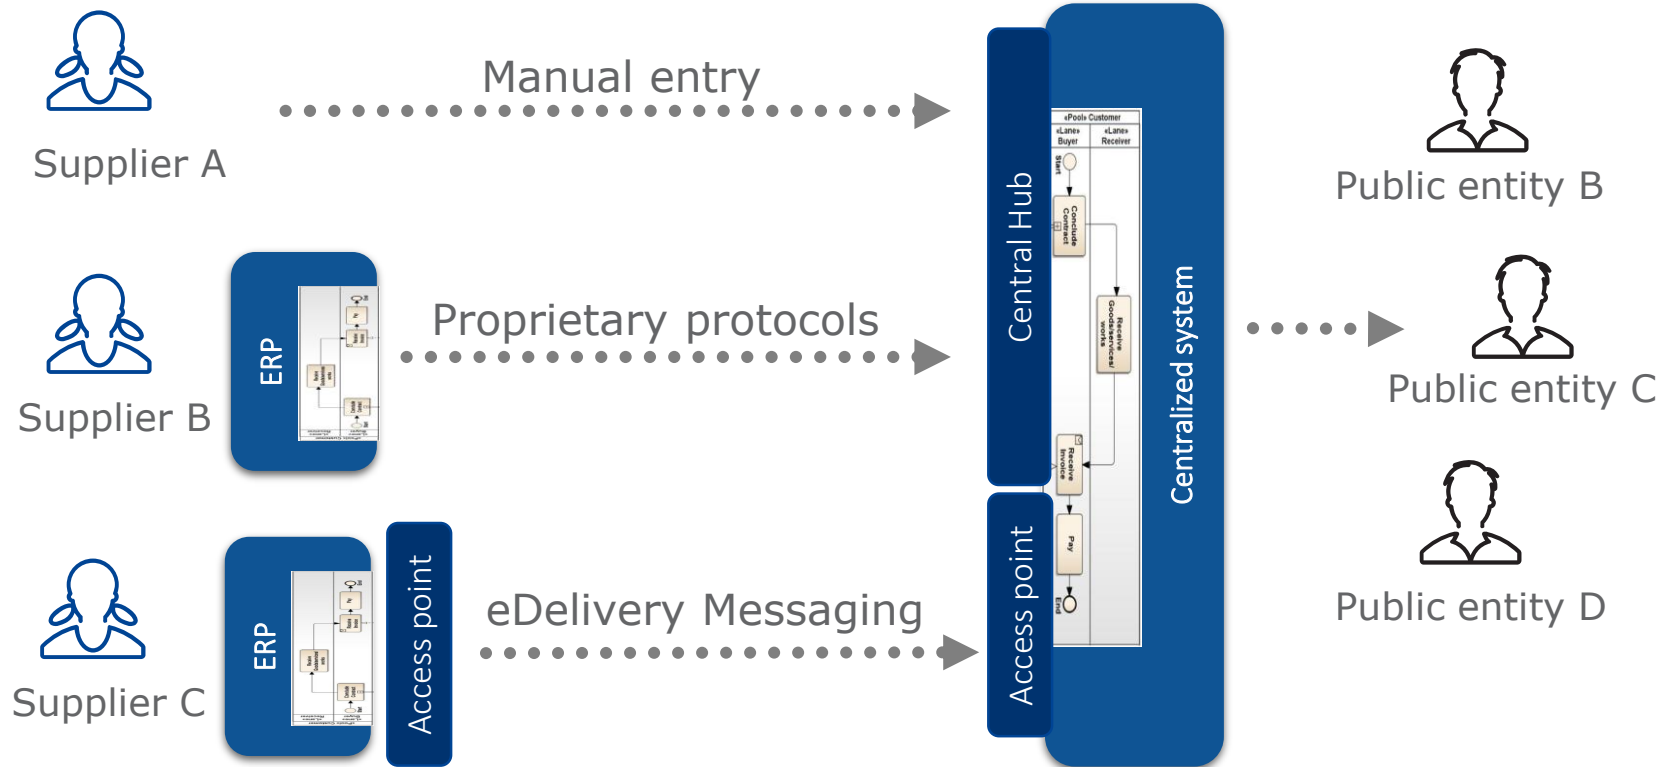 Manual entry
Supplier A
Proprietary protocols
ERP
Supplier B
eDelivery Messaging
ERP
Access point
Supplier C
Central Hub
Access point
«Pool» Customer
«Lane»
Buyer
«Lane»
Receiver
Start
Conclude
Contract
Receive
Goods/services/
works
Receive
Invoice
Pay
End
Centralized system
Public entity B
Public entity C
Public entity D